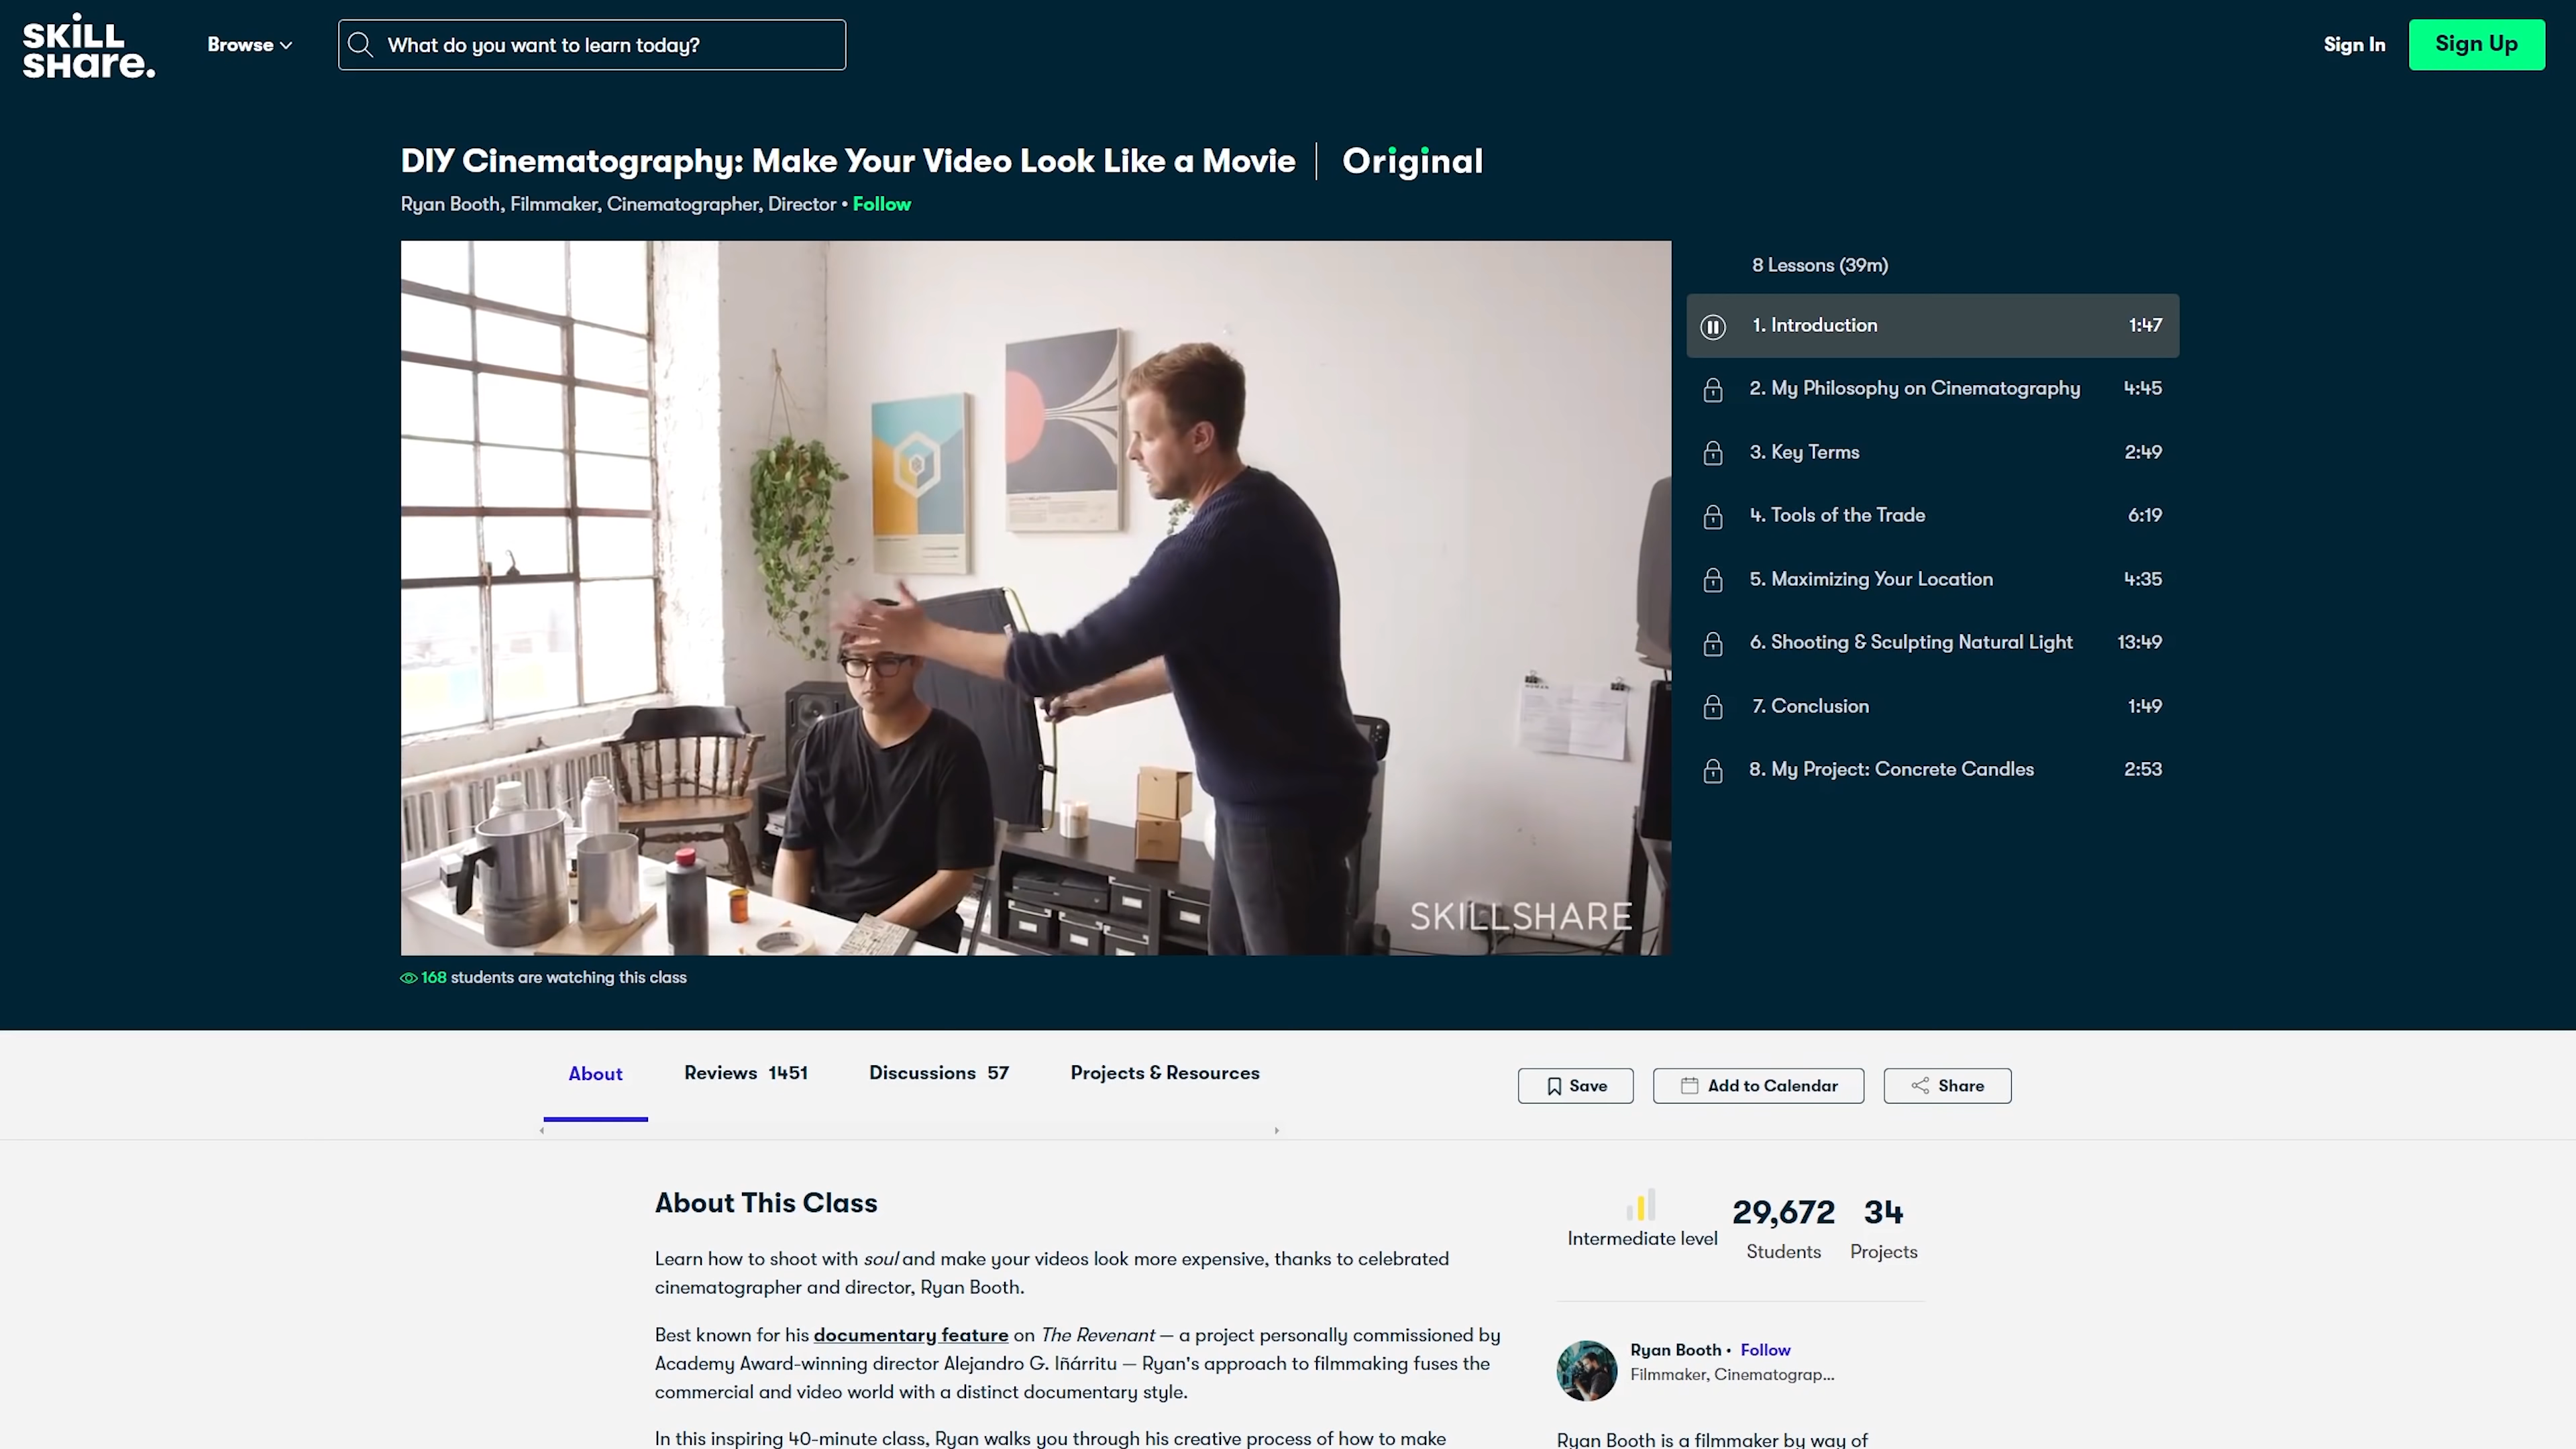 SKILL
SHare.
Browse
What do you want to learn today?
Sign In
Sign Up
DIY Cinematography: Make Your Video Look Like a Movie
Original
Ryan Booth, Filmmaker, Cinematographer, Director • Follow
SKILLSHARE
8 Lessons (39m)
1. Introduction 1:47
2. My Philosophy on Cinematography 4:45
3. Key Terms 2:49
4. Tools of the Trade 6:19
5. Maximizing Your Location 4:35
6. Shooting & Sculpting Natural Light 13:49
7. Conclusion 1:49
8. My Project: Concrete Candles 2:53
168 students are watching this class
About
Reviews 1451
Discussions 57
Projects & Resources
Save
Add to Calendar
Share
About This Class
Learn how to shoot with soul and make your videos look more expensive, thanks to celebrated
cinematographer and director, Ryan Booth.
Best known for his documentary feature on The Revenant — a project personally commissioned by
Academy Award-winning director Alejandro G. Iñárritu — Ryan's approach to filmmaking fuses the
commercial and video world with a distinct documentary style.
In this inspiring 40-minute class, Ryan walks you through his creative process of how to make
Intermediate level
29,672
Students
34
Projects
Ryan Booth • Follow
Filmmaker, Cinematograp...
Ryan Booth is a filmmaker by way of